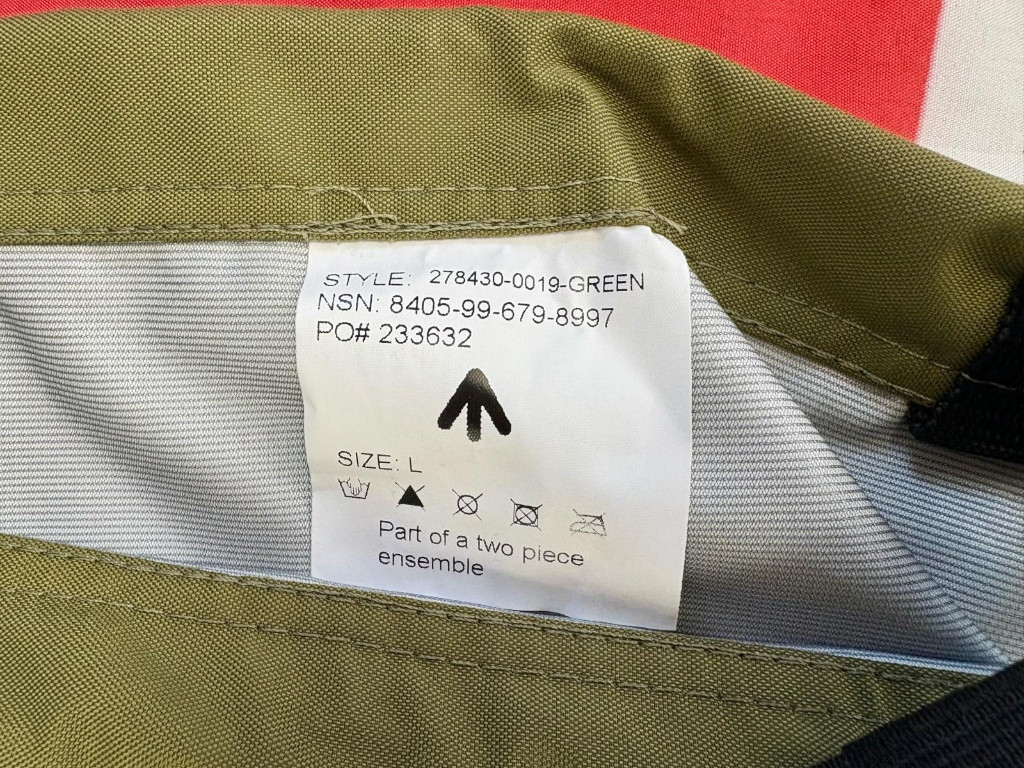 STYLE: 278430-0019-GREEN
NSN: 8405-99-679-8997
PO# 233632
SIZE: L
Part of a two piece
ensemble